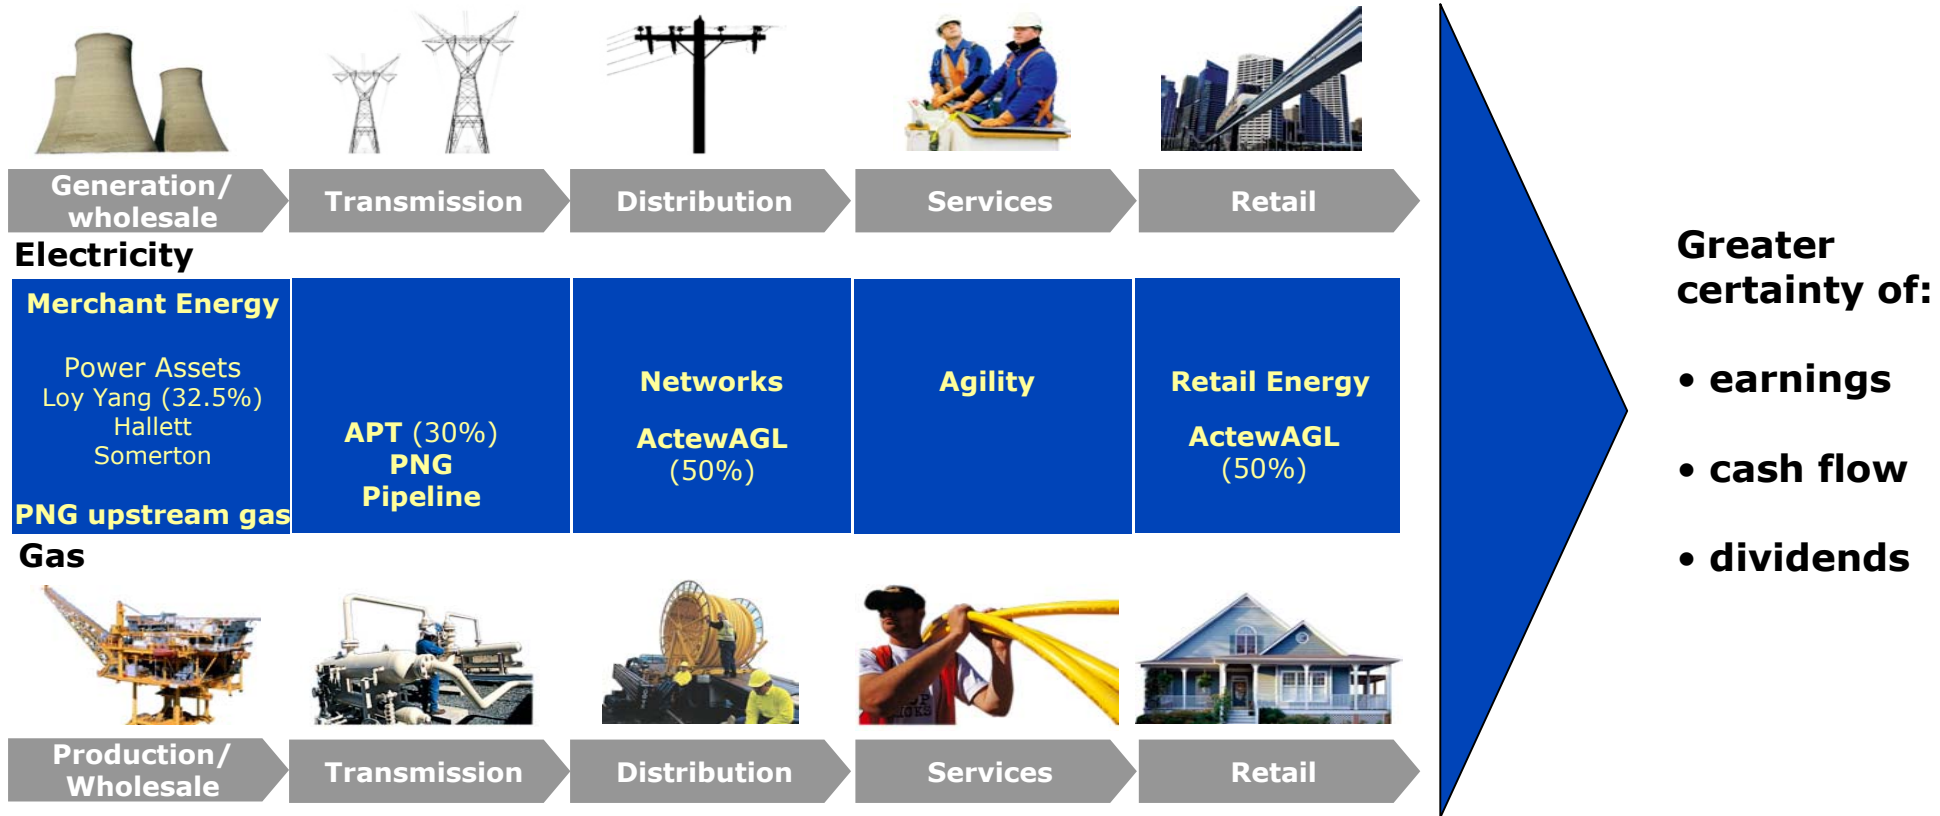 Generation/
wholesale
Transmission
Distribution
Services
Retail
Electricity
Merchant Energy
Power Assets
Loy Yang (32.5%)
Hallett
Somerton
PNG upstream gas
APT (30%)
PNG
Pipeline
Networks
ActewAGL
(50%)
Agility
Retail Energy
ActewAGL
(50%)
Gas
Production/
Wholesale
Transmission
Distribution
Services
Retail
Greater
certainty of:
• earnings
• cash flow
• dividends